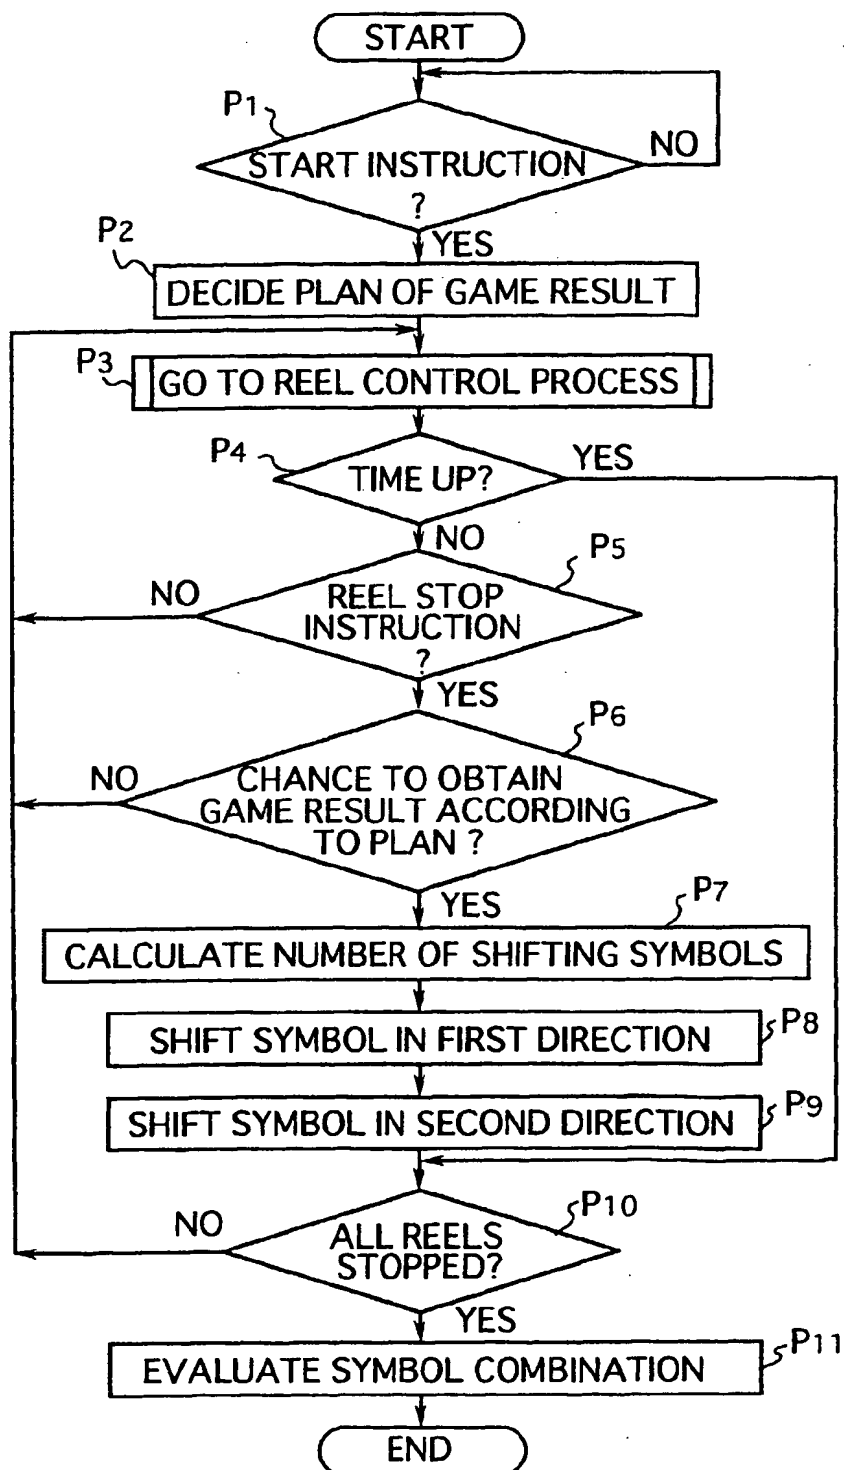 START
P1
START INSTRUCTION
?
NO
YES
P2
DECIDE PLAN OF GAME RESULT
P3
GO TO REEL CONTROL PROCESS
P4
TIME UP?
YES
NO
P5
REEL STOP
INSTRUCTION
?
NO
YES
P6
CHANCE TO OBTAIN
GAME RESULT ACCORDING
TO PLAN ?
NO
YES
P7
CALCULATE NUMBER OF SHIFTING SYMBOLS
SHIFT SYMBOL IN FIRST DIRECTION
P8
SHIFT SYMBOL IN SECOND DIRECTION
P9
P10
ALL REELS
STOPPED?
NO
YES
EVALUATE SYMBOL COMBINATION
P11
END